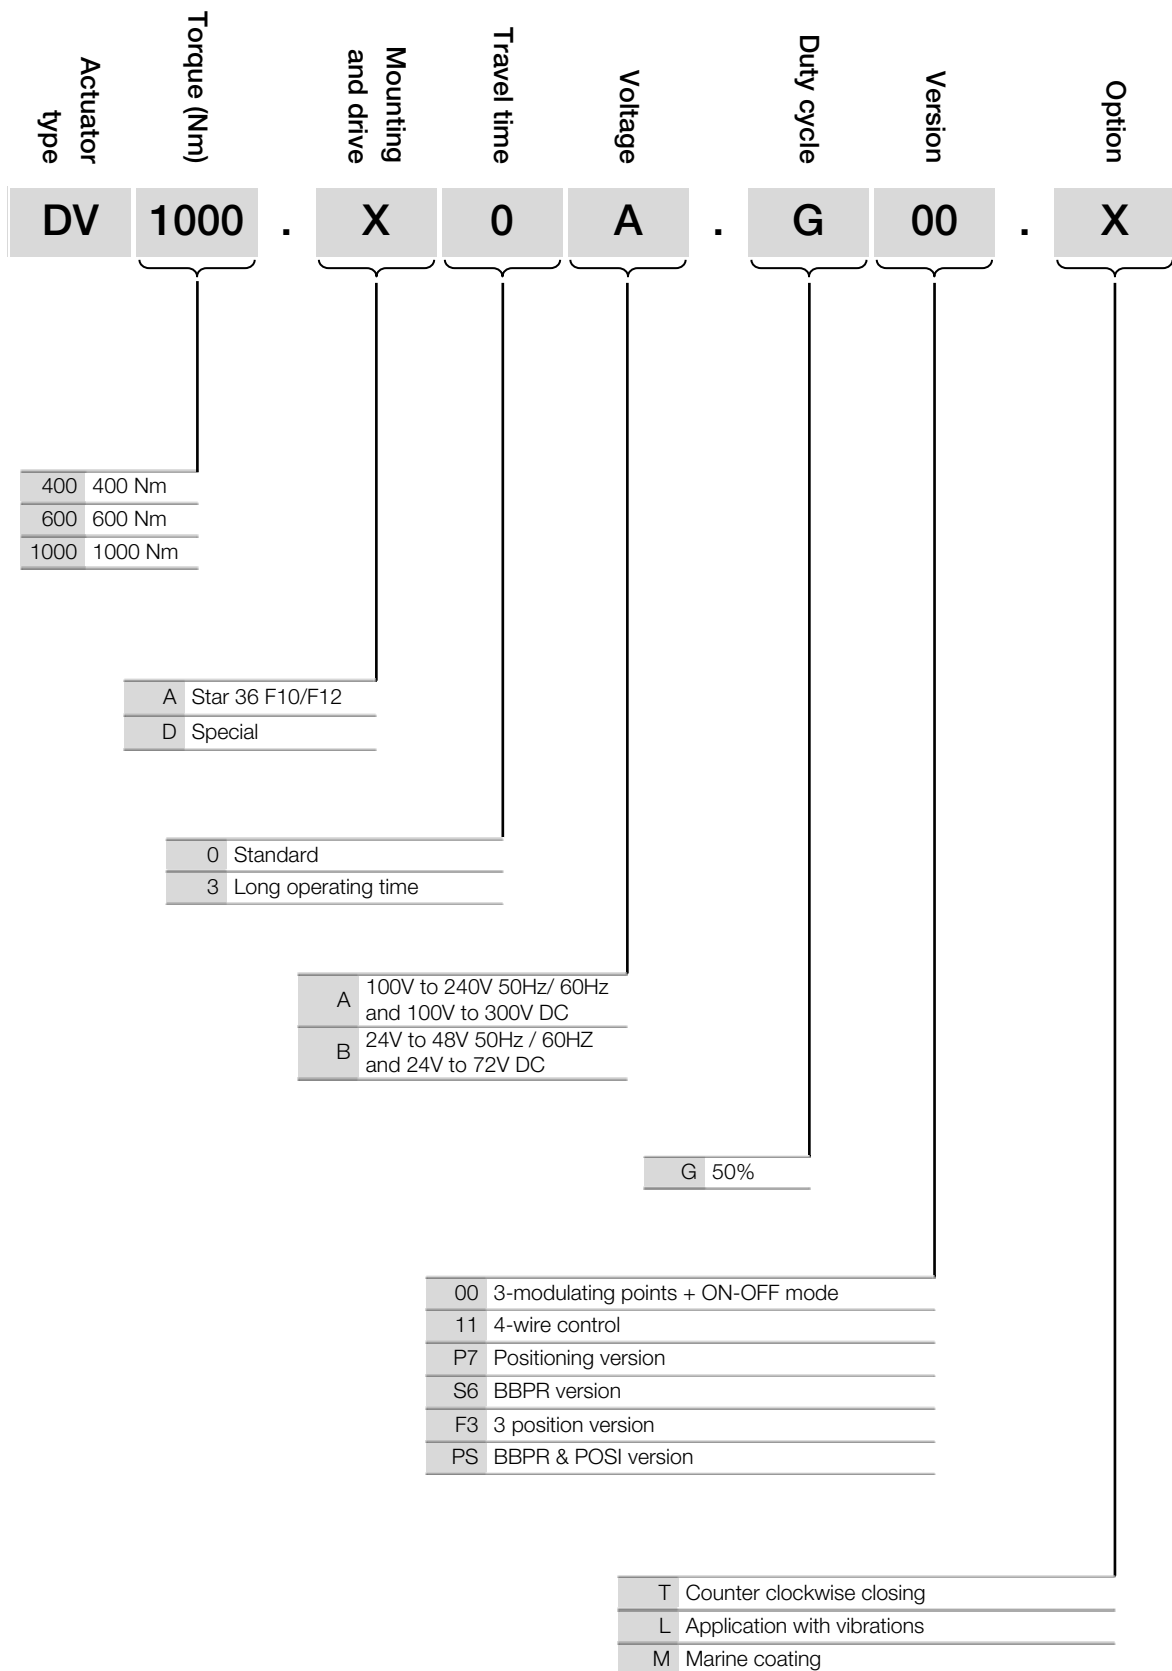 Actuator
type
Torque (Nm)
Mounting
and drive
Travel time
Voltage
Duty cycle
Version
Option
DV 1000 . X 0 A . G 00 . X
400 400 Nm
600 600 Nm
1000 1000 Nm
A Star 36 F10/F12
D Special
0 Standard
3 Long operating time
A 100V to 240V 50Hz/ 60Hz
and 100V to 300V DC
B 24V to 48V 50Hz / 60HZ
and 24V to 72V DC
G 50%
00 3-modulating points + ON-OFF mode
11 4-wire control
P7 Positioning version
S6 BBPR version
F3 3 position version
PS BBPR & POSI version
T Counter clockwise closing
L Application with vibrations
M Marine coating